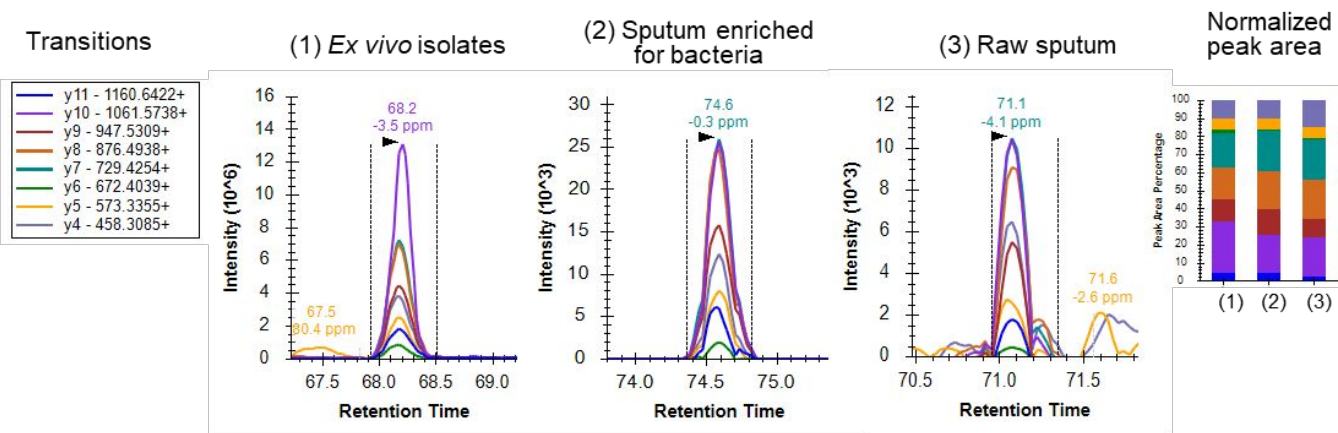 Transitions
(1) Ex vivo isolates
(2) Sputum enriched
for bacteria
(3) Raw sputum
Normalized
peak area
y11 - 1160.6422+
y10 - 1061.5738+
y9 - 947.5309+
y8 - 876.4938+
y7 - 729.4254+
y6 - 672.4039+
y5 - 573.3355+
y4 - 458.3085+
Intensity (10^6)
16
14
12
10
8
6
4
2
0
68.2
-3.5 ppm
67.5
80.4 ppm
67.5
68.0
68.5
69.0
Retention Time
Intensity (10^3)
30
25
20
15
10
5
0
74.6
-0.3 ppm
74.0
74.5
75.0
Retention Time
Intensity (10^3)
12
10
8
6
4
2
0
71.1
-4.1 ppm
71.6
-2.6 ppm
70.5
71.0
71.5
Retention Time
Peak Area Percentage
100
90
80
70
60
50
40
30
20
10
0
(1)
(2)
(3)